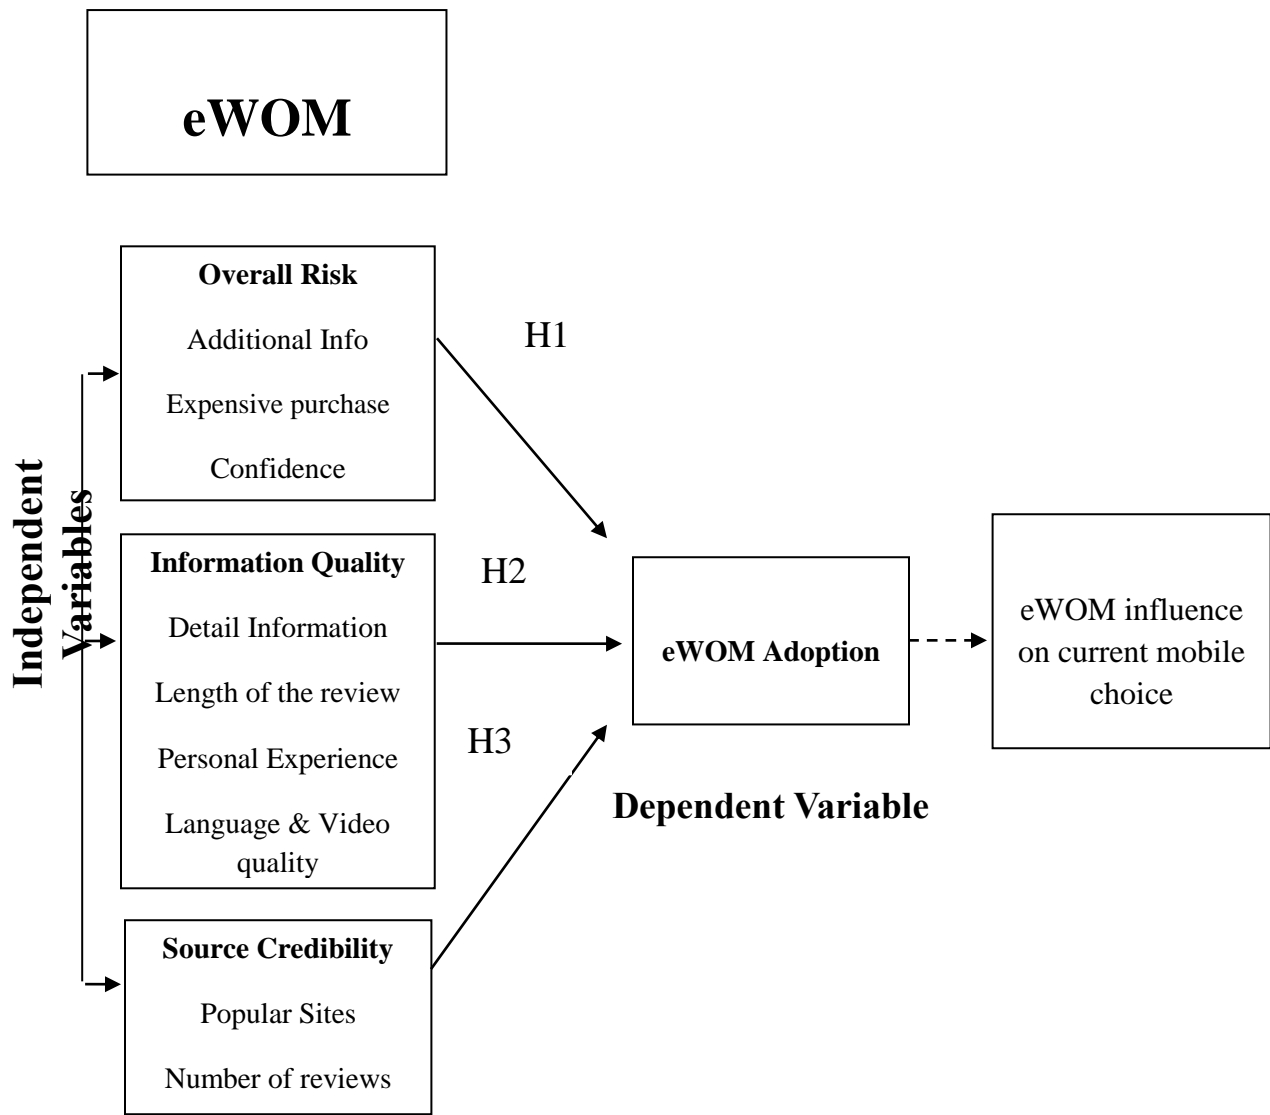 eWOM
Independent
Variables
Overall Risk
Additional Info
Expensive purchase
Confidence
H1
Information Quality
Detail Information
Length of the review
Personal Experience
Language & Video
quality
H2
H3
Source Credibility
Popular Sites
Number of reviews
eWOM Adoption
Dependent Variable
eWOM influence
on current mobile
choice